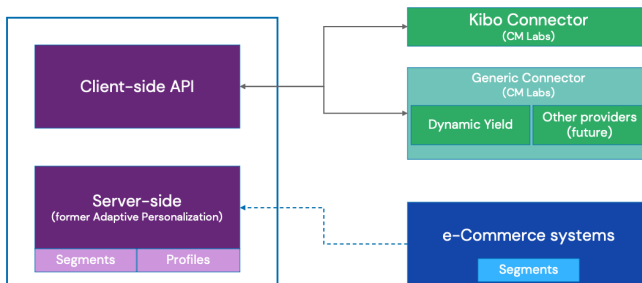 Client-side API
Server-side
(former Adaptive Personalization)
Segments
Profiles
Kibo Connector
(CM Labs)
Generic Connector
(CM Labs)
Dynamic Yield
Other providers
(future)
e-Commerce systems
Segments